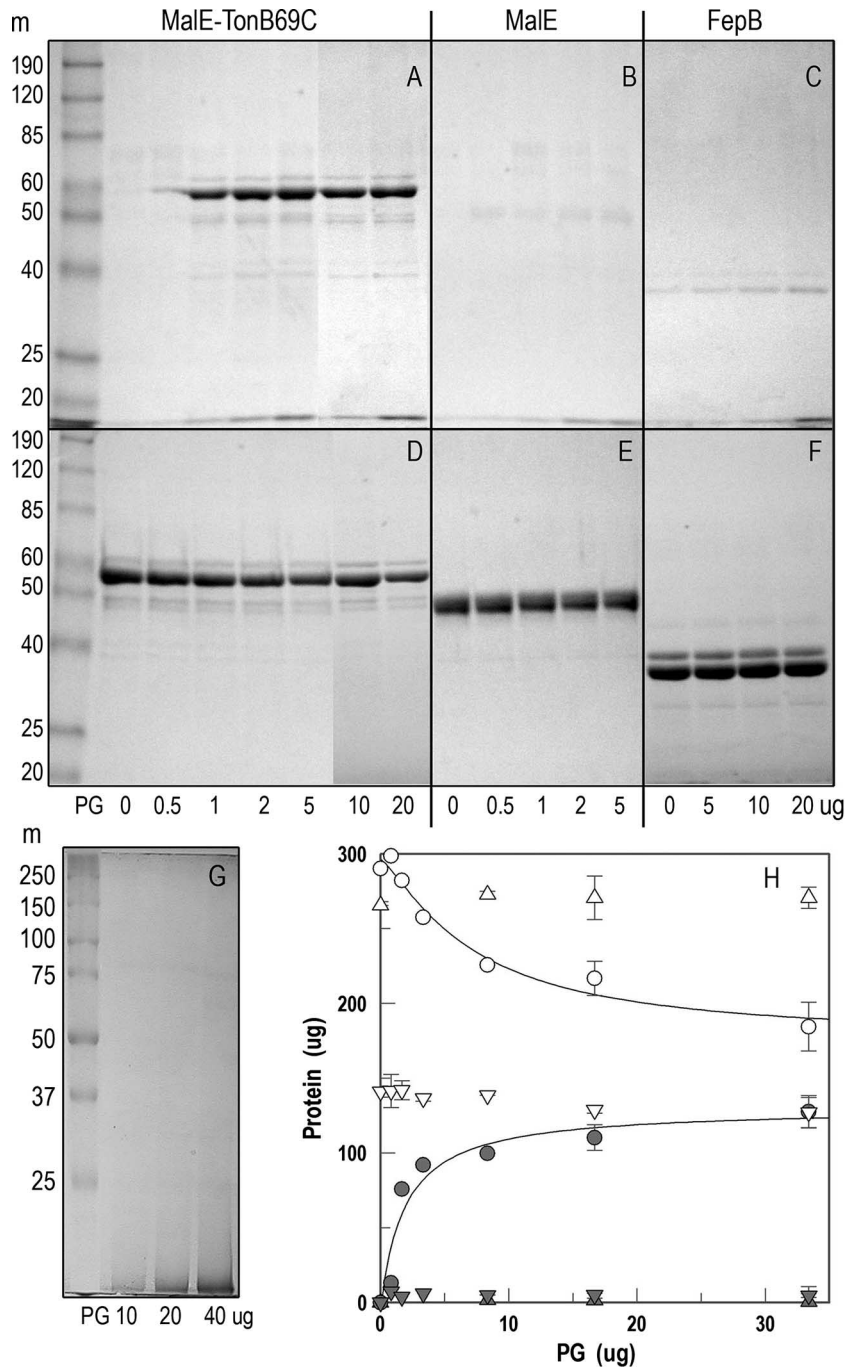 m MalE-TonB69C MalE FepB
190 A B C
120
85
60
50
40
25
20
190 D E F
120
85
60
50
40
25
20
PG 0 0.5 1 2 5 10 20 0 0.5 1 2 5 0 5 10 20 ug
m
250 G
150
100
75
50
37
25
PG 10 20 40 ug
300 H
200
100
0
Protein (ug)
0 10 20 30
PG (ug)